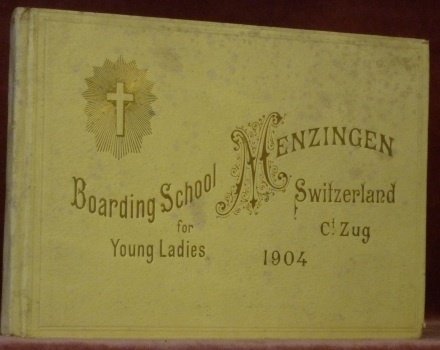 Boarding School
for
Young Ladies
Menzingen
Switzerland
Ct Zug
1904